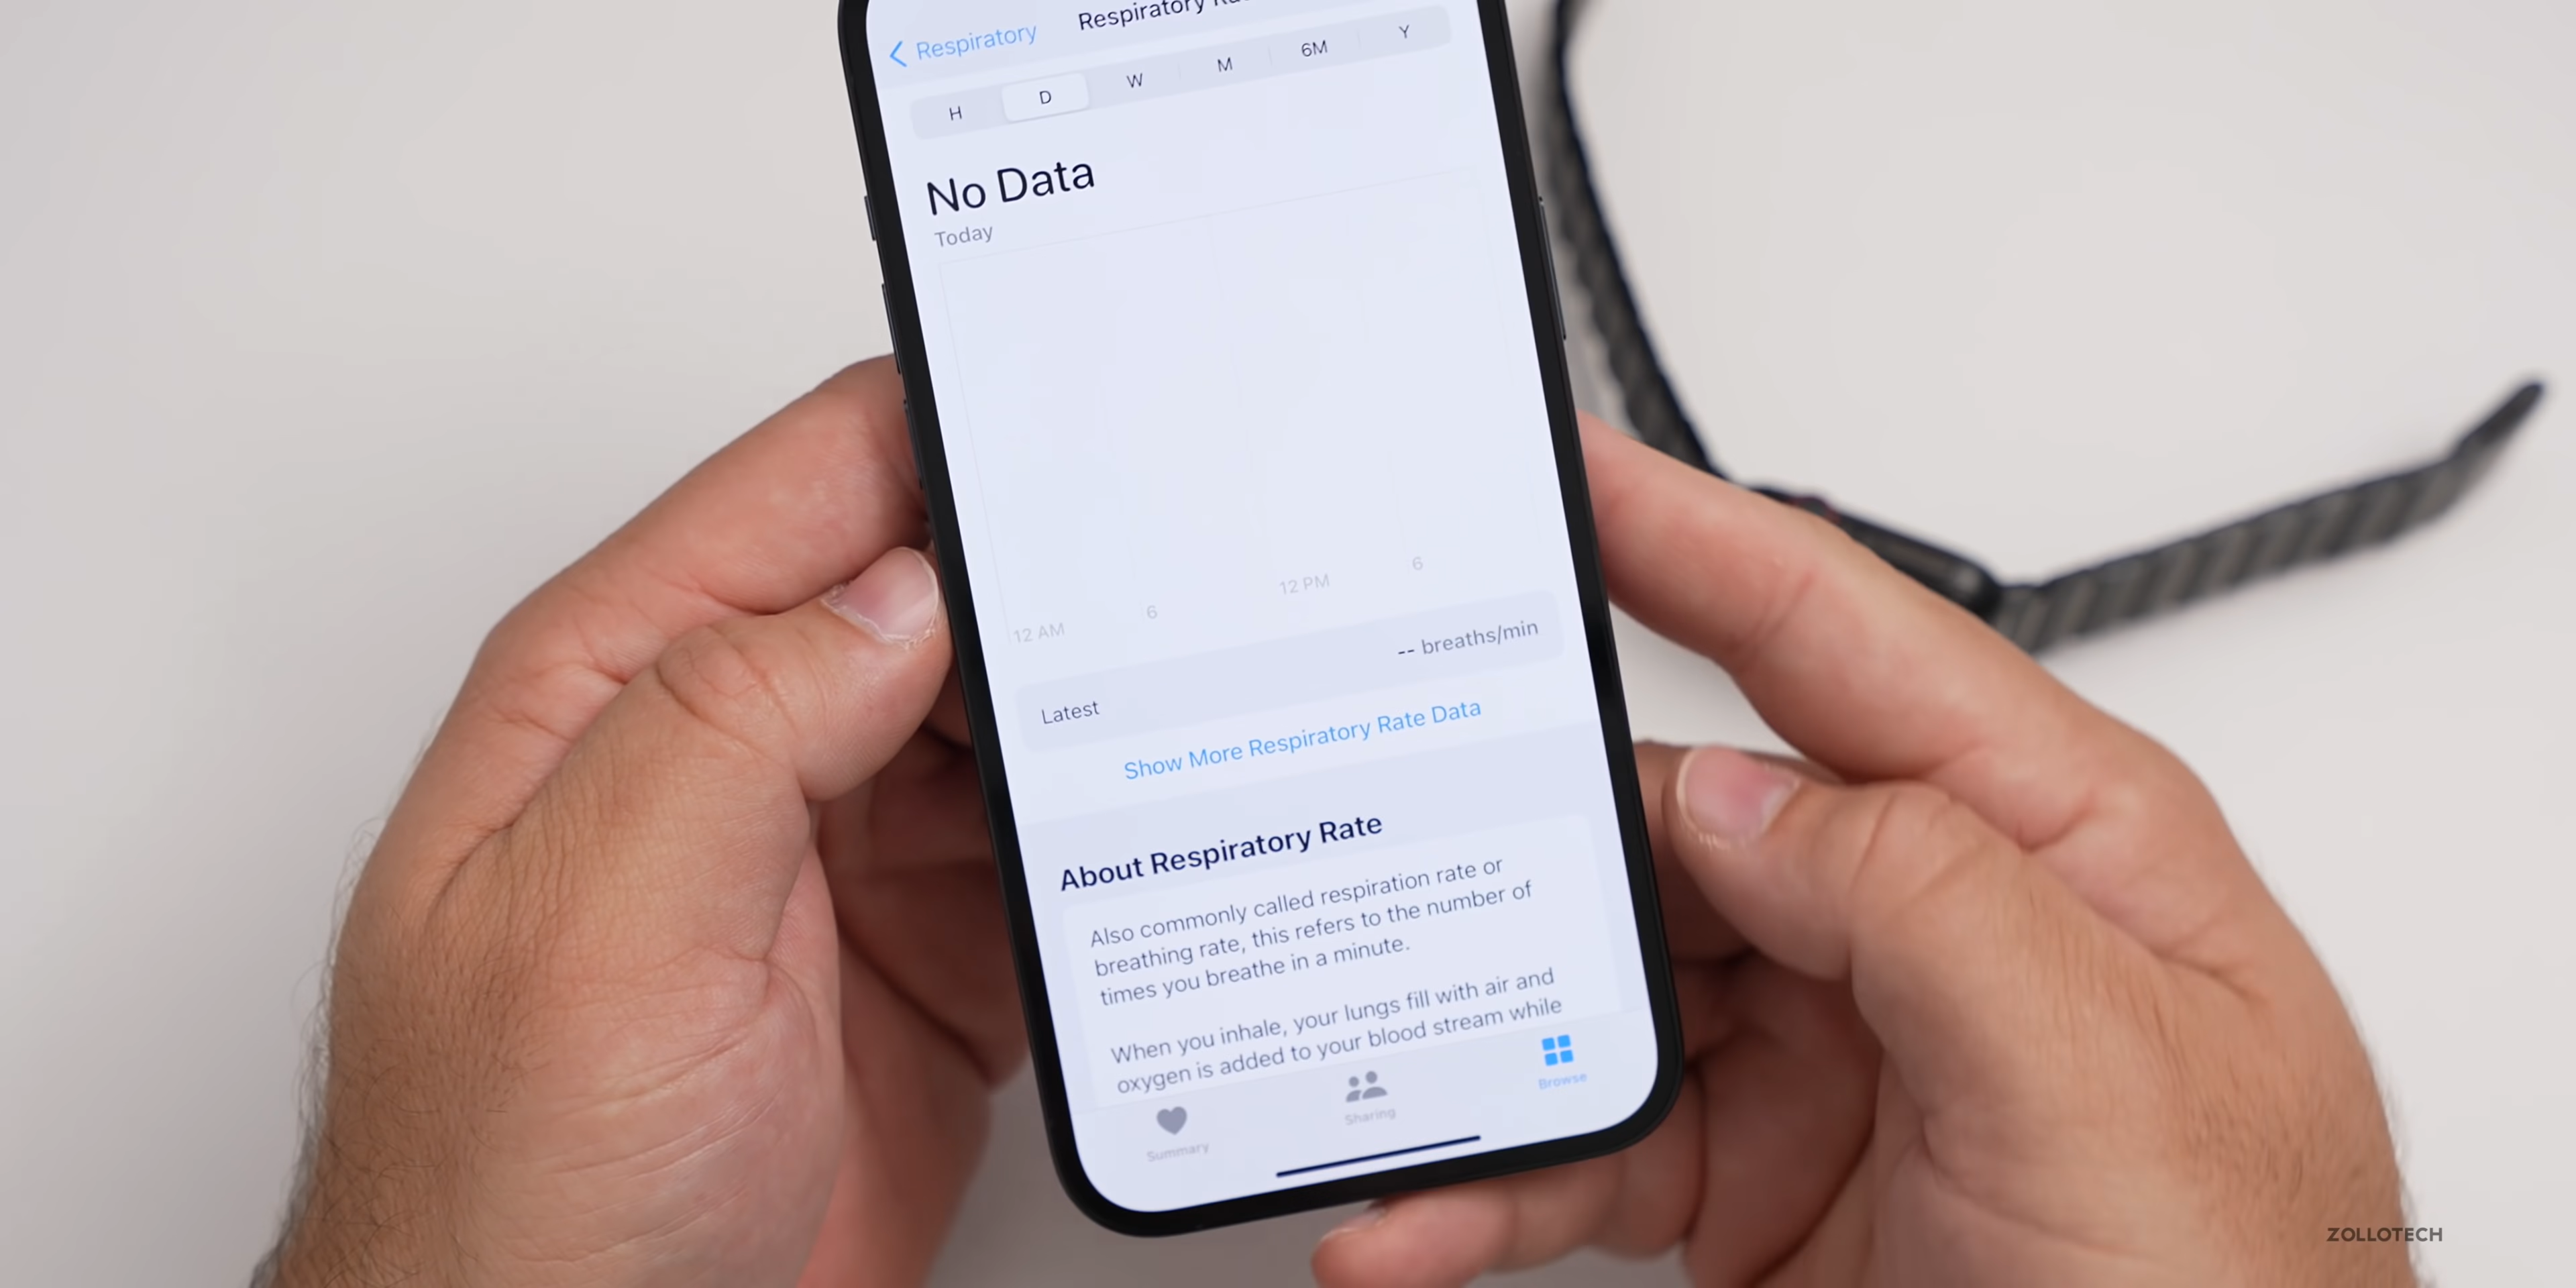 Respiratory
Respiratory
H D W M 6M Y
No Data
Today
12 AM 6 12 PM 6
Latest -- breaths/min
Show More Respiratory Rate Data
About Respiratory Rate
Also commonly called respiration rate or
breathing rate, this refers to the number of
times you breathe in a minute.
When you inhale, your lungs fill with air and
oxygen is added to your blood stream while
Summary Sharing Browse
ZOLLOTECH